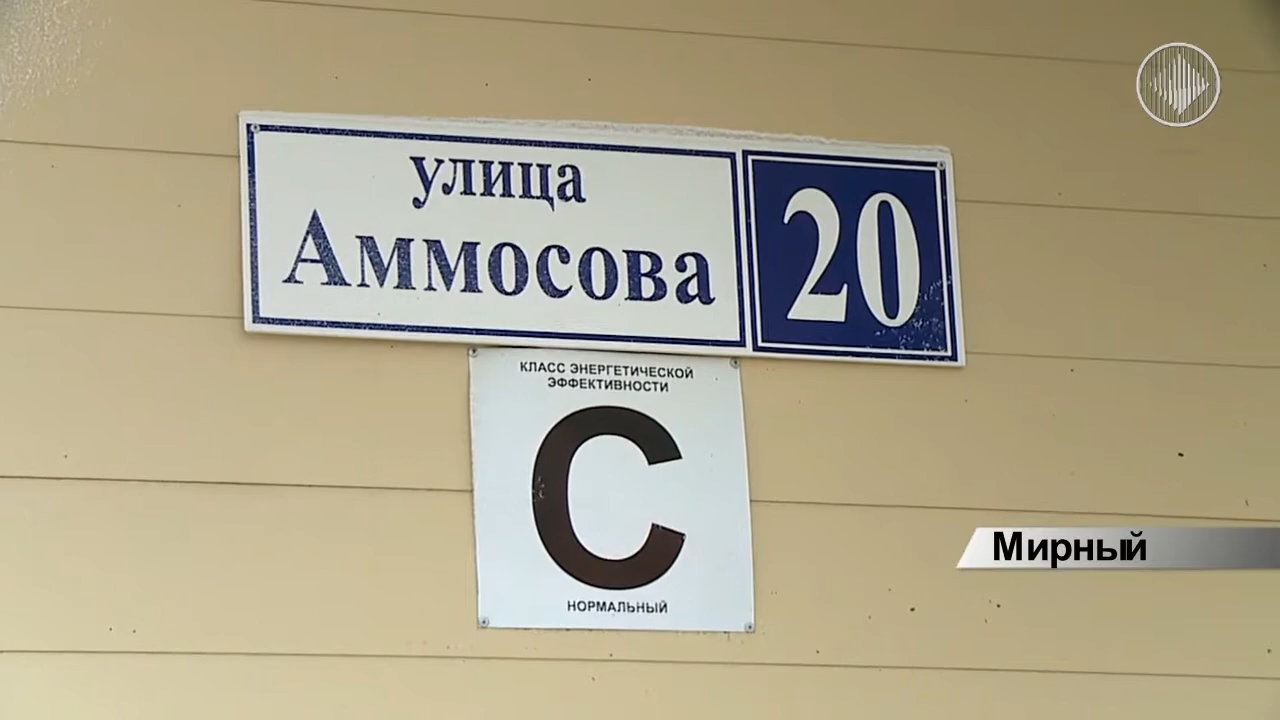 улица
Аммосова
20
КЛАСС ЭНЕРГЕТИЧЕСКОЙ
ЭФФЕКТИВНОСТИ
С
НОРМАЛЬНЫЙ
Мирный